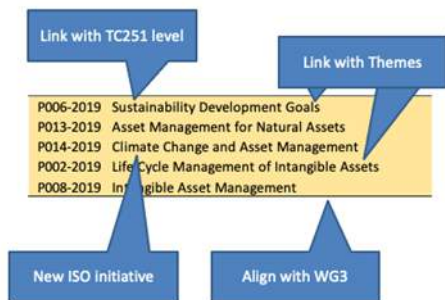 Link with TC251 level
Link with Themes
P006-2019 Sustainability Development Goals
P013-2019 Asset Management for Natural Assets
P014-2019 Climate Change and Asset Management
P002-2019 Life Cycle Management of Intangible Assets
P008-2019 Intangible Asset Management
New ISO initiative
Align with WG3